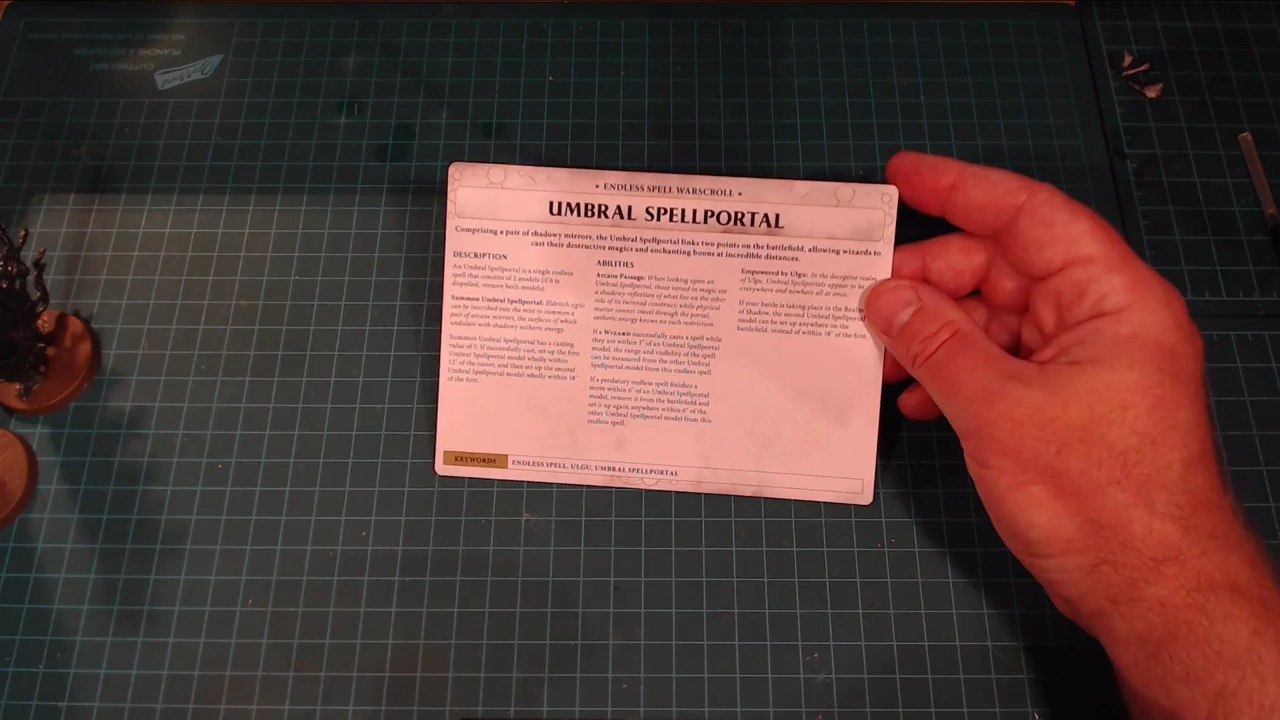 NO
PLANCHE À DÉCOUPER
CUTTING MAT
• ENDLESS SPELL WARSCROLL •
UMBRAL SPELLPORTAL
Comprising a pair of shadowy mirrors, the Umbral Spellportal links two points on the battlefield, allowing wizards to
cast their destructive magics and enchanting boons at incredible distances.
DESCRIPTION
An Umbral Spellportal is a single endless
spell that consists of 2 models (if it is
dispelled, remove both models).
Summon Umbral Spellportal: Eldritch sigils
can be inscribed into the mist to summon a
pair of arcane mirrors, the surfaces of which
undulate with shadowy aetheric energy.
Summon Umbral Spellportal has a casting
value of 5. If successfully cast, set up the first
Umbral Spellportal model wholly within
12" of the caster, and then set up the second
Umbral Spellportal model wholly within 18"
of the first.
ABILITIES
Arcane Passage: When looking upon an
Umbral Spellportal, those versed in magic see
a shadowy reflection of what lies on the other
side of its twinned construct; while physical
matter cannot travel through the portal,
aetheric energy knows no such restriction.
If a WIZARD successfully casts a spell while
they are within 1" of an Umbral Spellportal
model, the range and visibility of the spell
can be measured from the other Umbral
Spellportal model from this endless spell.
If a predatory endless spell finishes a
move within 6" of an Umbral Spellportal
model, remove it from the battlefield and
set it up again anywhere within 6" of the
other Umbral Spellportal model from this
endless spell.
Empowered by Ulgu: In the deceptive realm
of Ulgu, Umbral Spellportals appear to be
everywhere and nowhere all at once.
If your battle is taking place in the Realm
of Shadow, the second Umbral Spellportal
model can be set up anywhere on the
battlefield, instead of within 18" of the first.
KEYWORDS ENDLESS SPELL, ULGU, UMBRAL SPELLPORTAL